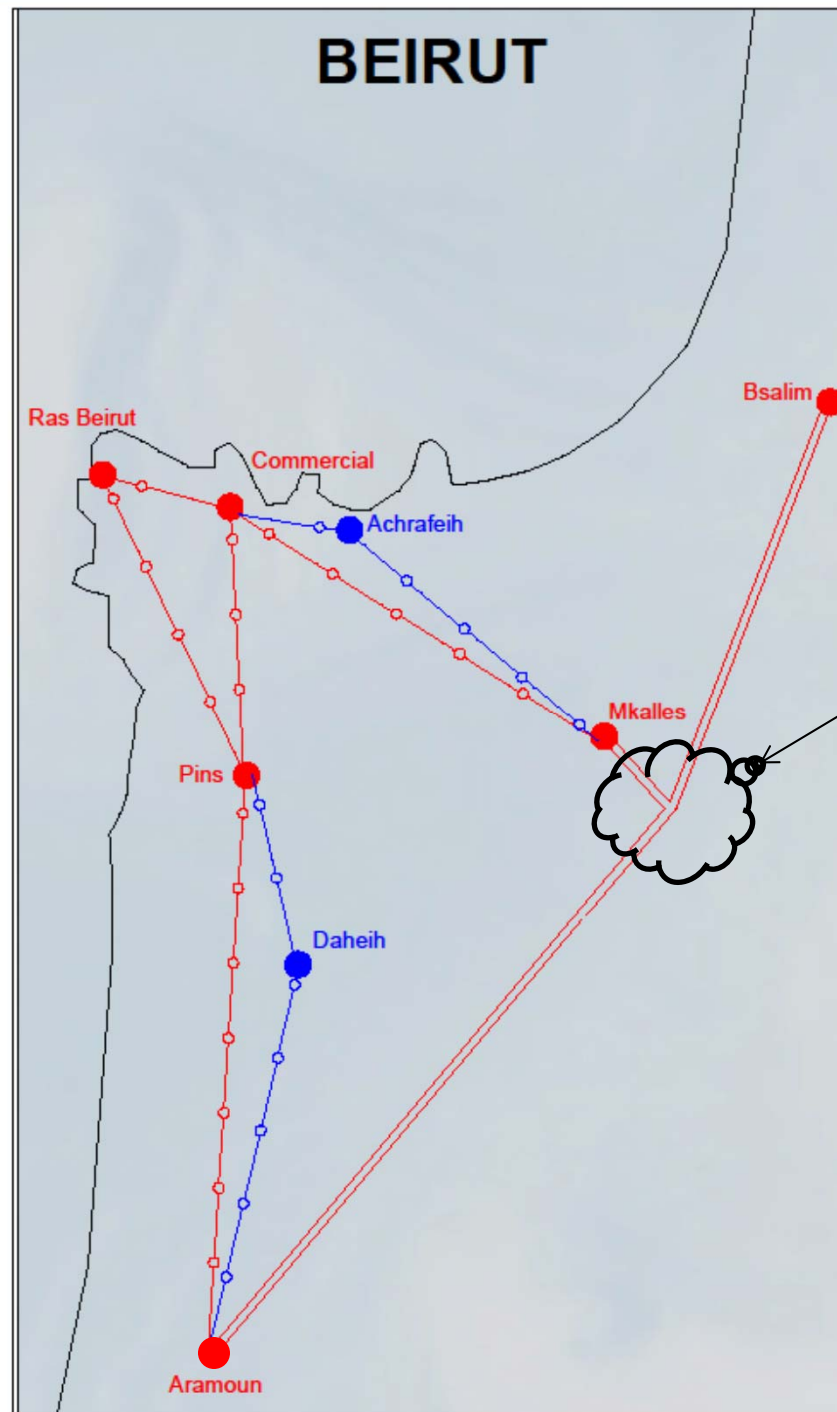 BEIRUT
Bsalim
Ras Beirut
Commercial
Achrafeih
Mkalles
Pins
Daheih
Aramoun